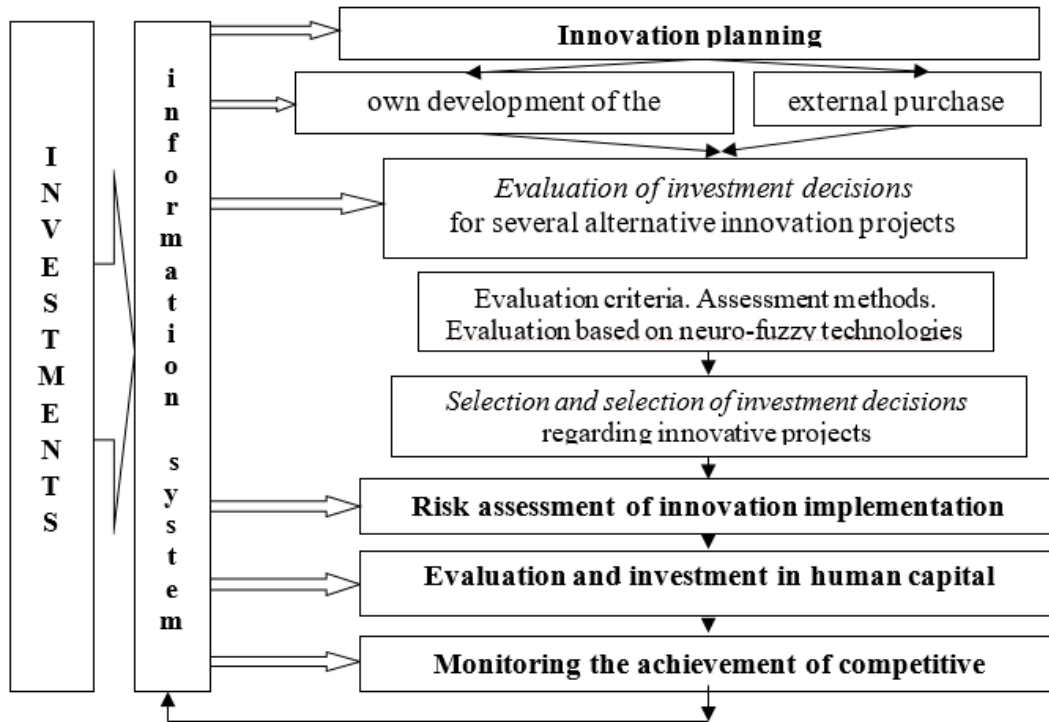 INVESTMENTS
information system
Innovation planning
own development of the
external purchase
Evaluation of investment decisions
for several alternative innovation projects
Evaluation criteria. Assessment methods.
Evaluation based on neuro-fuzzy technologies
Selection and selection of investment decisions
regarding innovative projects
Risk assessment of innovation implementation
Evaluation and investment in human capital
Monitoring the achievement of competitive